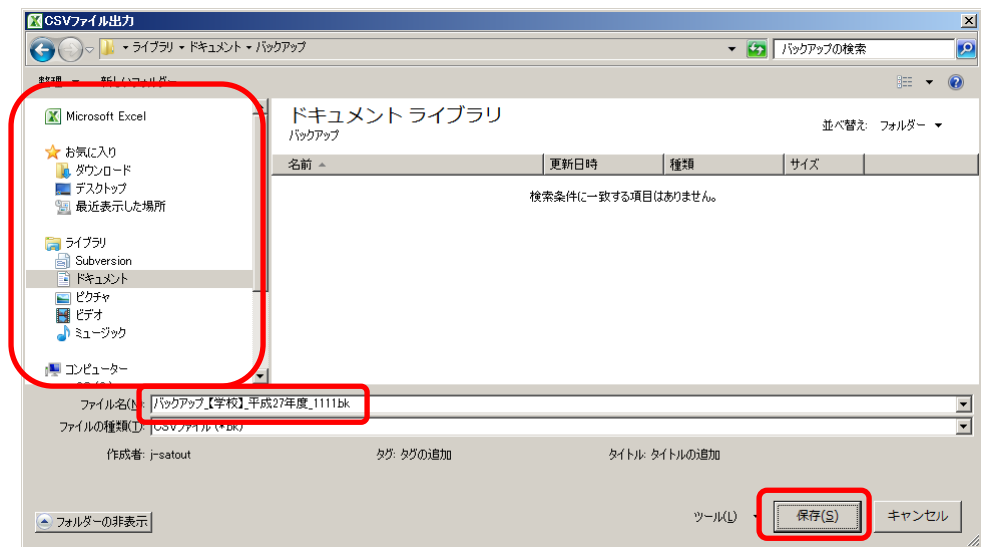 CSVファイル出力
ライブラリ ▸ ドキュメント ▸ バックアップ
バックアップの検索
整理
新しいフォルダー
Microsoft Excel
お気に入り
ダウンロード
デスクトップ
最近表示した場所
ライブラリ
Subversion
ドキュメント
ピクチャ
ビデオ
ミュージック
コンピューター
ドキュメント ライブラリ
バックアップ
並べ替え: フォルダー
名前 更新日時 種類 サイズ
検索条件に一致する項目はありません。
ファイル名(N): バックアップ_【学校】_平成27年度_1111.bk
ファイルの種類(T): CSVファイル (*.bk)
作成者: j-satout タグ: タグの追加 タイトル: タイトルの追加
フォルダーの非表示
ツール(L) 保存(S) キャンセル